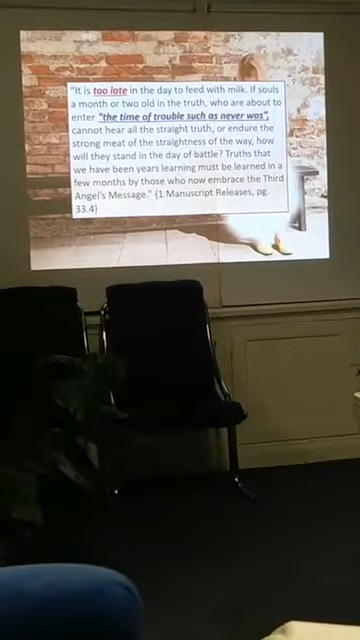 "It is too late in the day to feed with milk. If souls
a month or two old in the truth, who are about to
enter "the time of trouble such as never was",
cannot hear all the straight truth, or endure the
strong meat of the straightness of the way, how
will they stand in the day of battle? Truths that
we have been years learning must be learned in a
few months by those who now embrace the Third
Angel's Message." {1 Manuscript Releases, pg.
33.4}